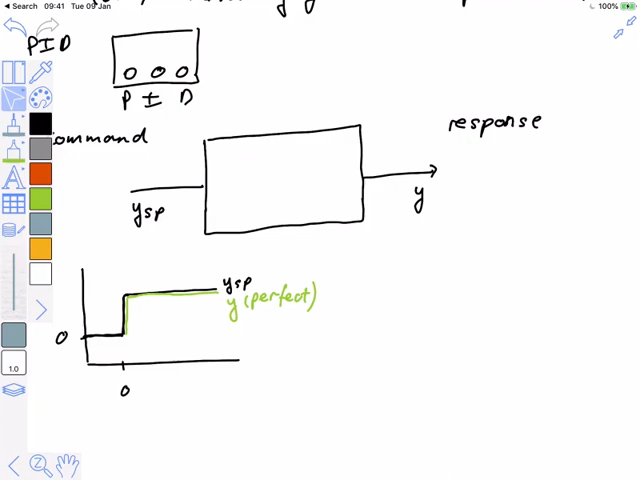 Search 09:41 Tue 09 Jan 100%
PID
P I D
ommand
response
ysp
y
ysp
y (perfect)
0
0
A
1.0
Z